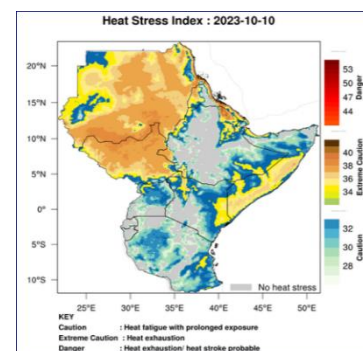 Heat Stress Index : 2023-10-10
20°N
15°N
10°N
5°N
0°
5°S
10°S
25°E 30°E 35°E 40°E 45°E 50°E
No heat stress
53
50
47
44
Danger
40
38
36
34
Extreme Caution
32
30
28
Caution
KEY
Caution : Heat fatigue with prolonged exposure
Extreme Caution : Heat exhaustion
Danger : Heat exhaustion/ heat stroke probable